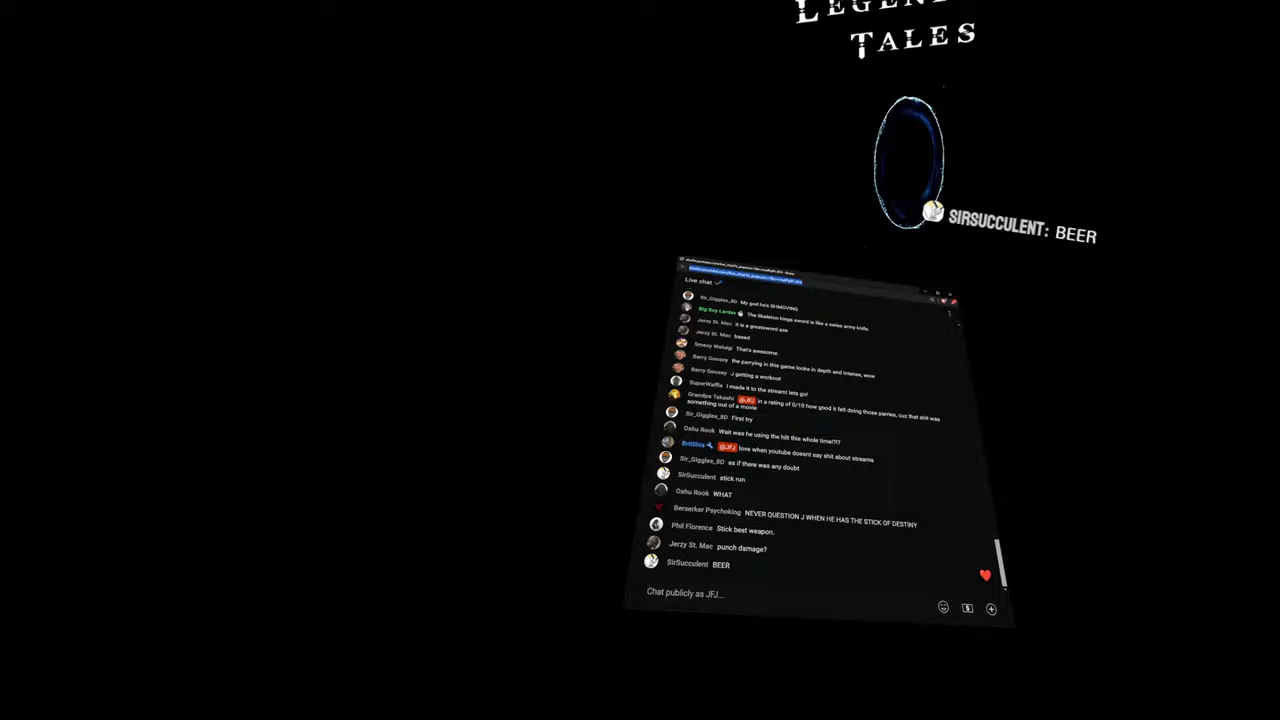 LEGEND
TALES
SIRSUCCULENT: BEER
Live chat
Sir_Giggles_8D My god he's SHMOVING
Big Boy Lardas The Skeleton kings sword is like a swiss army knife.
Jerzy St. Mac it is a greatsword axe
Jerzy St. Mac based
Smexy Waluigi That's awesome.
Berry Goosey the parrying in this game looks in depth and intense, wow
Berry Goosey J getting a workout
SuperWaffle I made it to the stream! lets go!
Grandpa Takashi @JFJ in a rating of 0/10 how good it felt doing those parries, cuz that shit was
something out of a movie
Sir_Giggles_8D First try
Oshu Rook Wait was he using the hilt this whole time!?!?
BritShis @JFJ love when youtube doesnt say shit about streams
Sir_Giggles_8D as if there was any doubt
SirSucculent stick run
Oshu Rook WHAT
Berserker Psychoking NEVER QUESTION J WHEN HE HAS THE STICK OF DESTINY
Phil Florence Stick best weapon.
Jerzy St. Mac punch damage?
SirSucculent BEER
Chat publicly as JFJ...